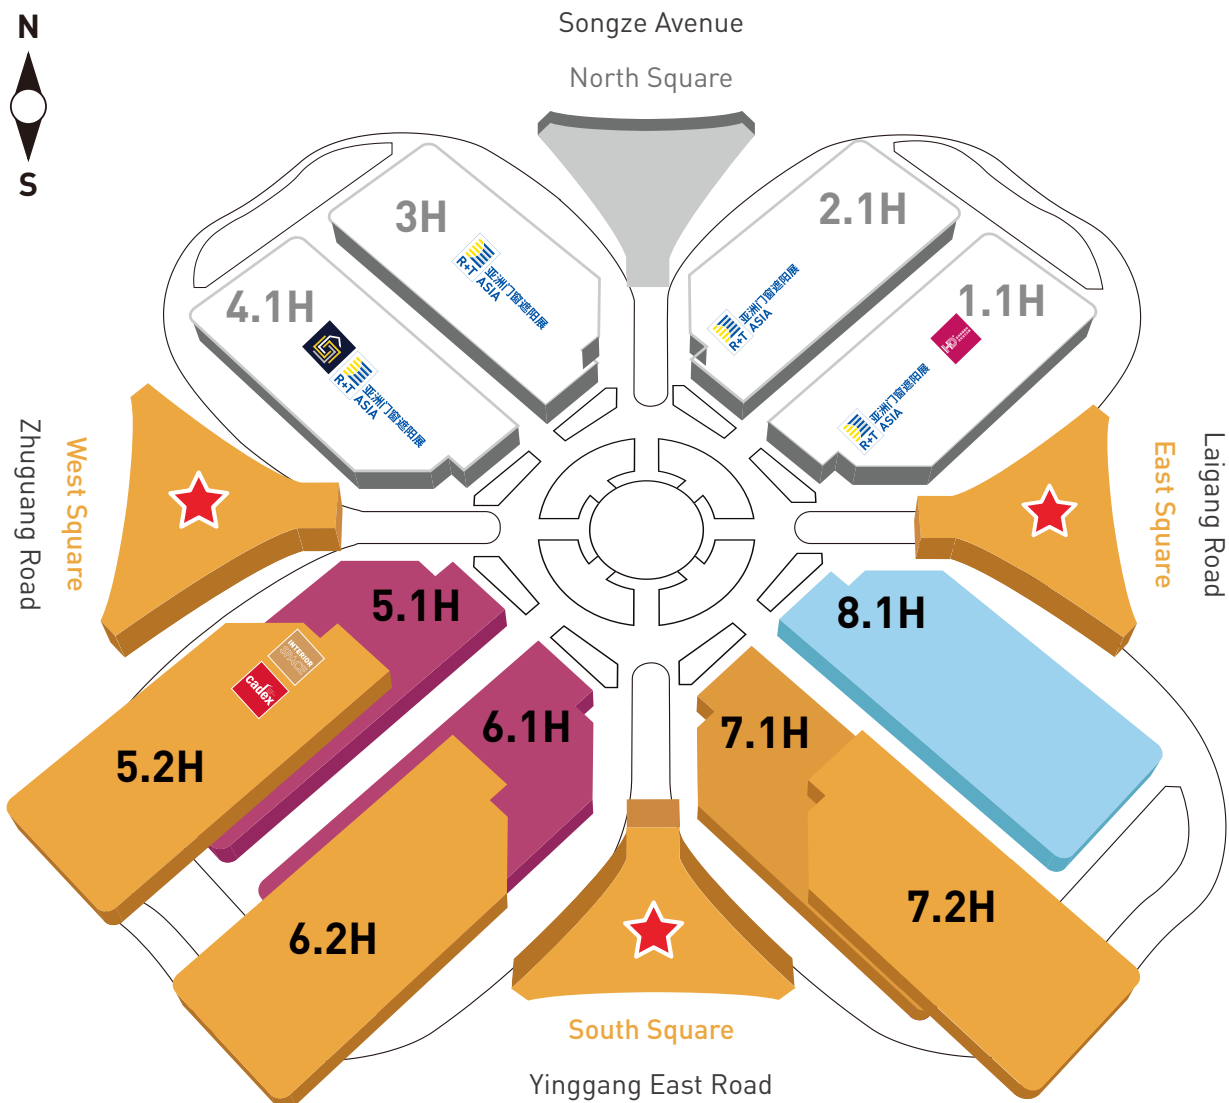 N
S
Songze Avenue
North Square
3H
R+T ASIA
亚洲门窗遮阳展
2.1H
R+T ASIA
亚洲门窗遮阳展
4.1H
R+T ASIA
亚洲门窗遮阳展
1.1H
HD
R+T ASIA
亚洲门窗遮阳展
Zhuguang Road
West Square
East Square
Laigang Road
5.1H
8.1H
INTERIOR
SPACE
cadex
5.2H
6.1H
7.1H
6.2H
7.2H
South Square
Yinggang East Road